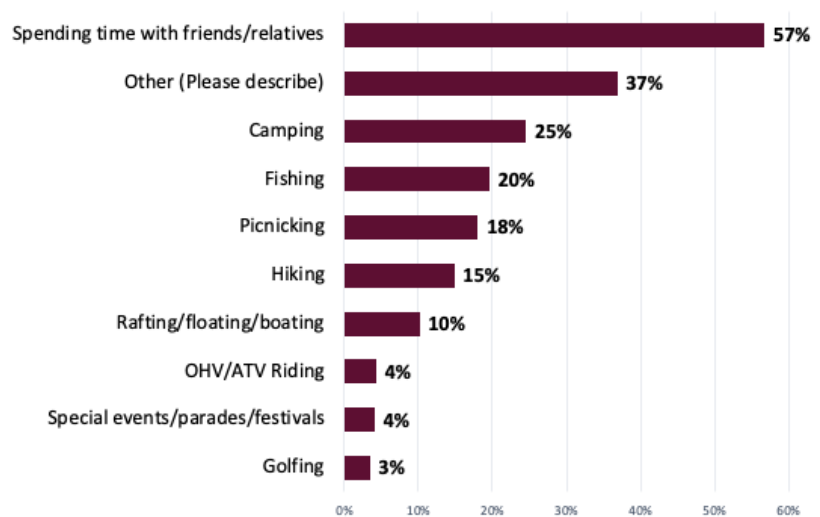 Spending time with friends/relatives 57%
Other (Please describe) 37%
Camping 25%
Fishing 20%
Picnicking 18%
Hiking 15%
Rafting/floating/boating 10%
OHV/ATV Riding 4%
Special events/parades/festivals 4%
Golfing 3%
0% 10% 20% 30% 40% 50% 60%